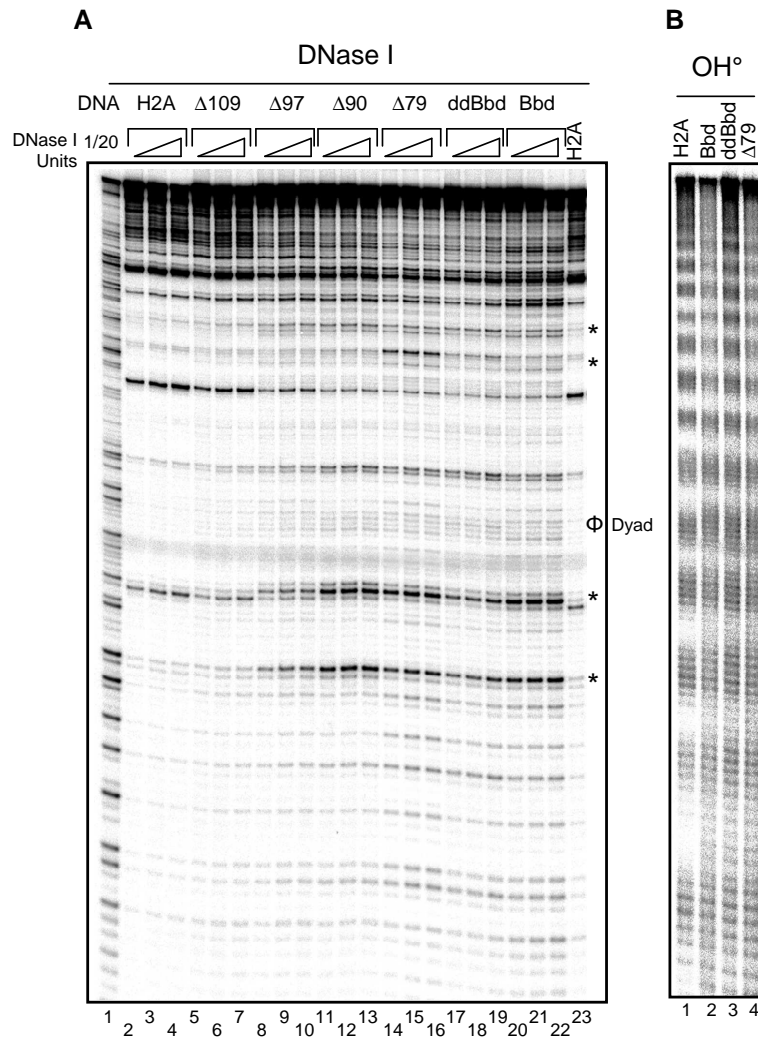 A
B
DNase I
OH°
DNA H2A Δ109 Δ97 Δ90 Δ79 ddBbd Bbd H2A
DNase I 1/20
Units
H2A Bbd ddBbd Δ79
*
*
Φ Dyad
*
*
1 3 5 7 9 11 13 15 17 19 21 23
2 4 6 8 10 12 14 16 18 20 22
1 2 3 4